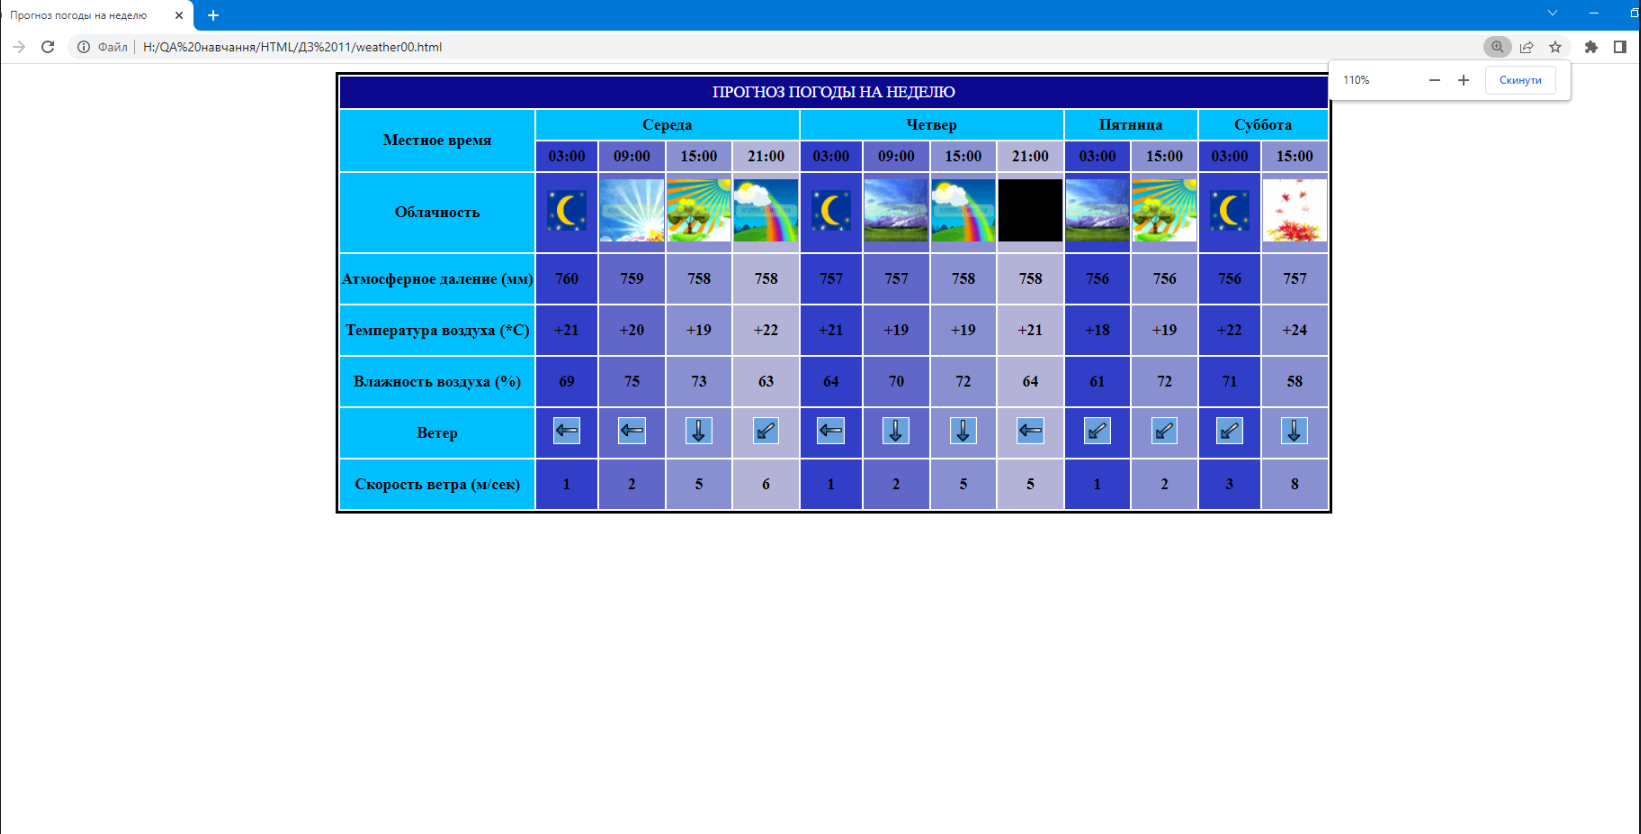 Прогноз погоды на неделю
Файл | H:/QA%20навчання/HTML/ДЗ%2011/weather00.html
110% Скинути
ПРОГНОЗ ПОГОДЫ НА НЕДЕЛЮ
Местное время Середа Четвер Пятница Суббота
03:00 09:00 15:00 21:00 03:00 09:00 15:00 21:00 03:00 15:00 03:00 15:00
Облачность
Атмосферное даление (мм) 760 759 758 758 757 757 758 758 756 756 756 757
Температура воздуха (*С) +21 +20 +19 +22 +21 +19 +19 +21 +18 +19 +22 +24
Влажность воздуха (%) 69 75 73 63 64 70 72 64 61 72 71 58
Ветер
Скорость ветра (м/сек) 1 2 5 6 1 2 5 5 1 2 3 8